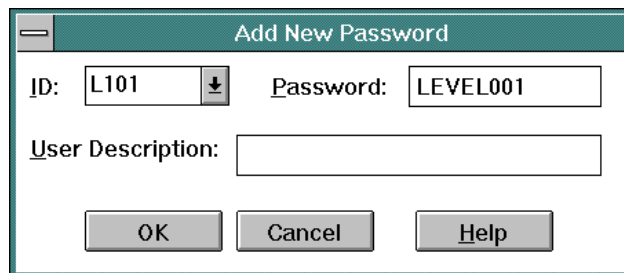 Add New Password
ID: L101 Password: LEVEL001
User Description:
OK Cancel Help